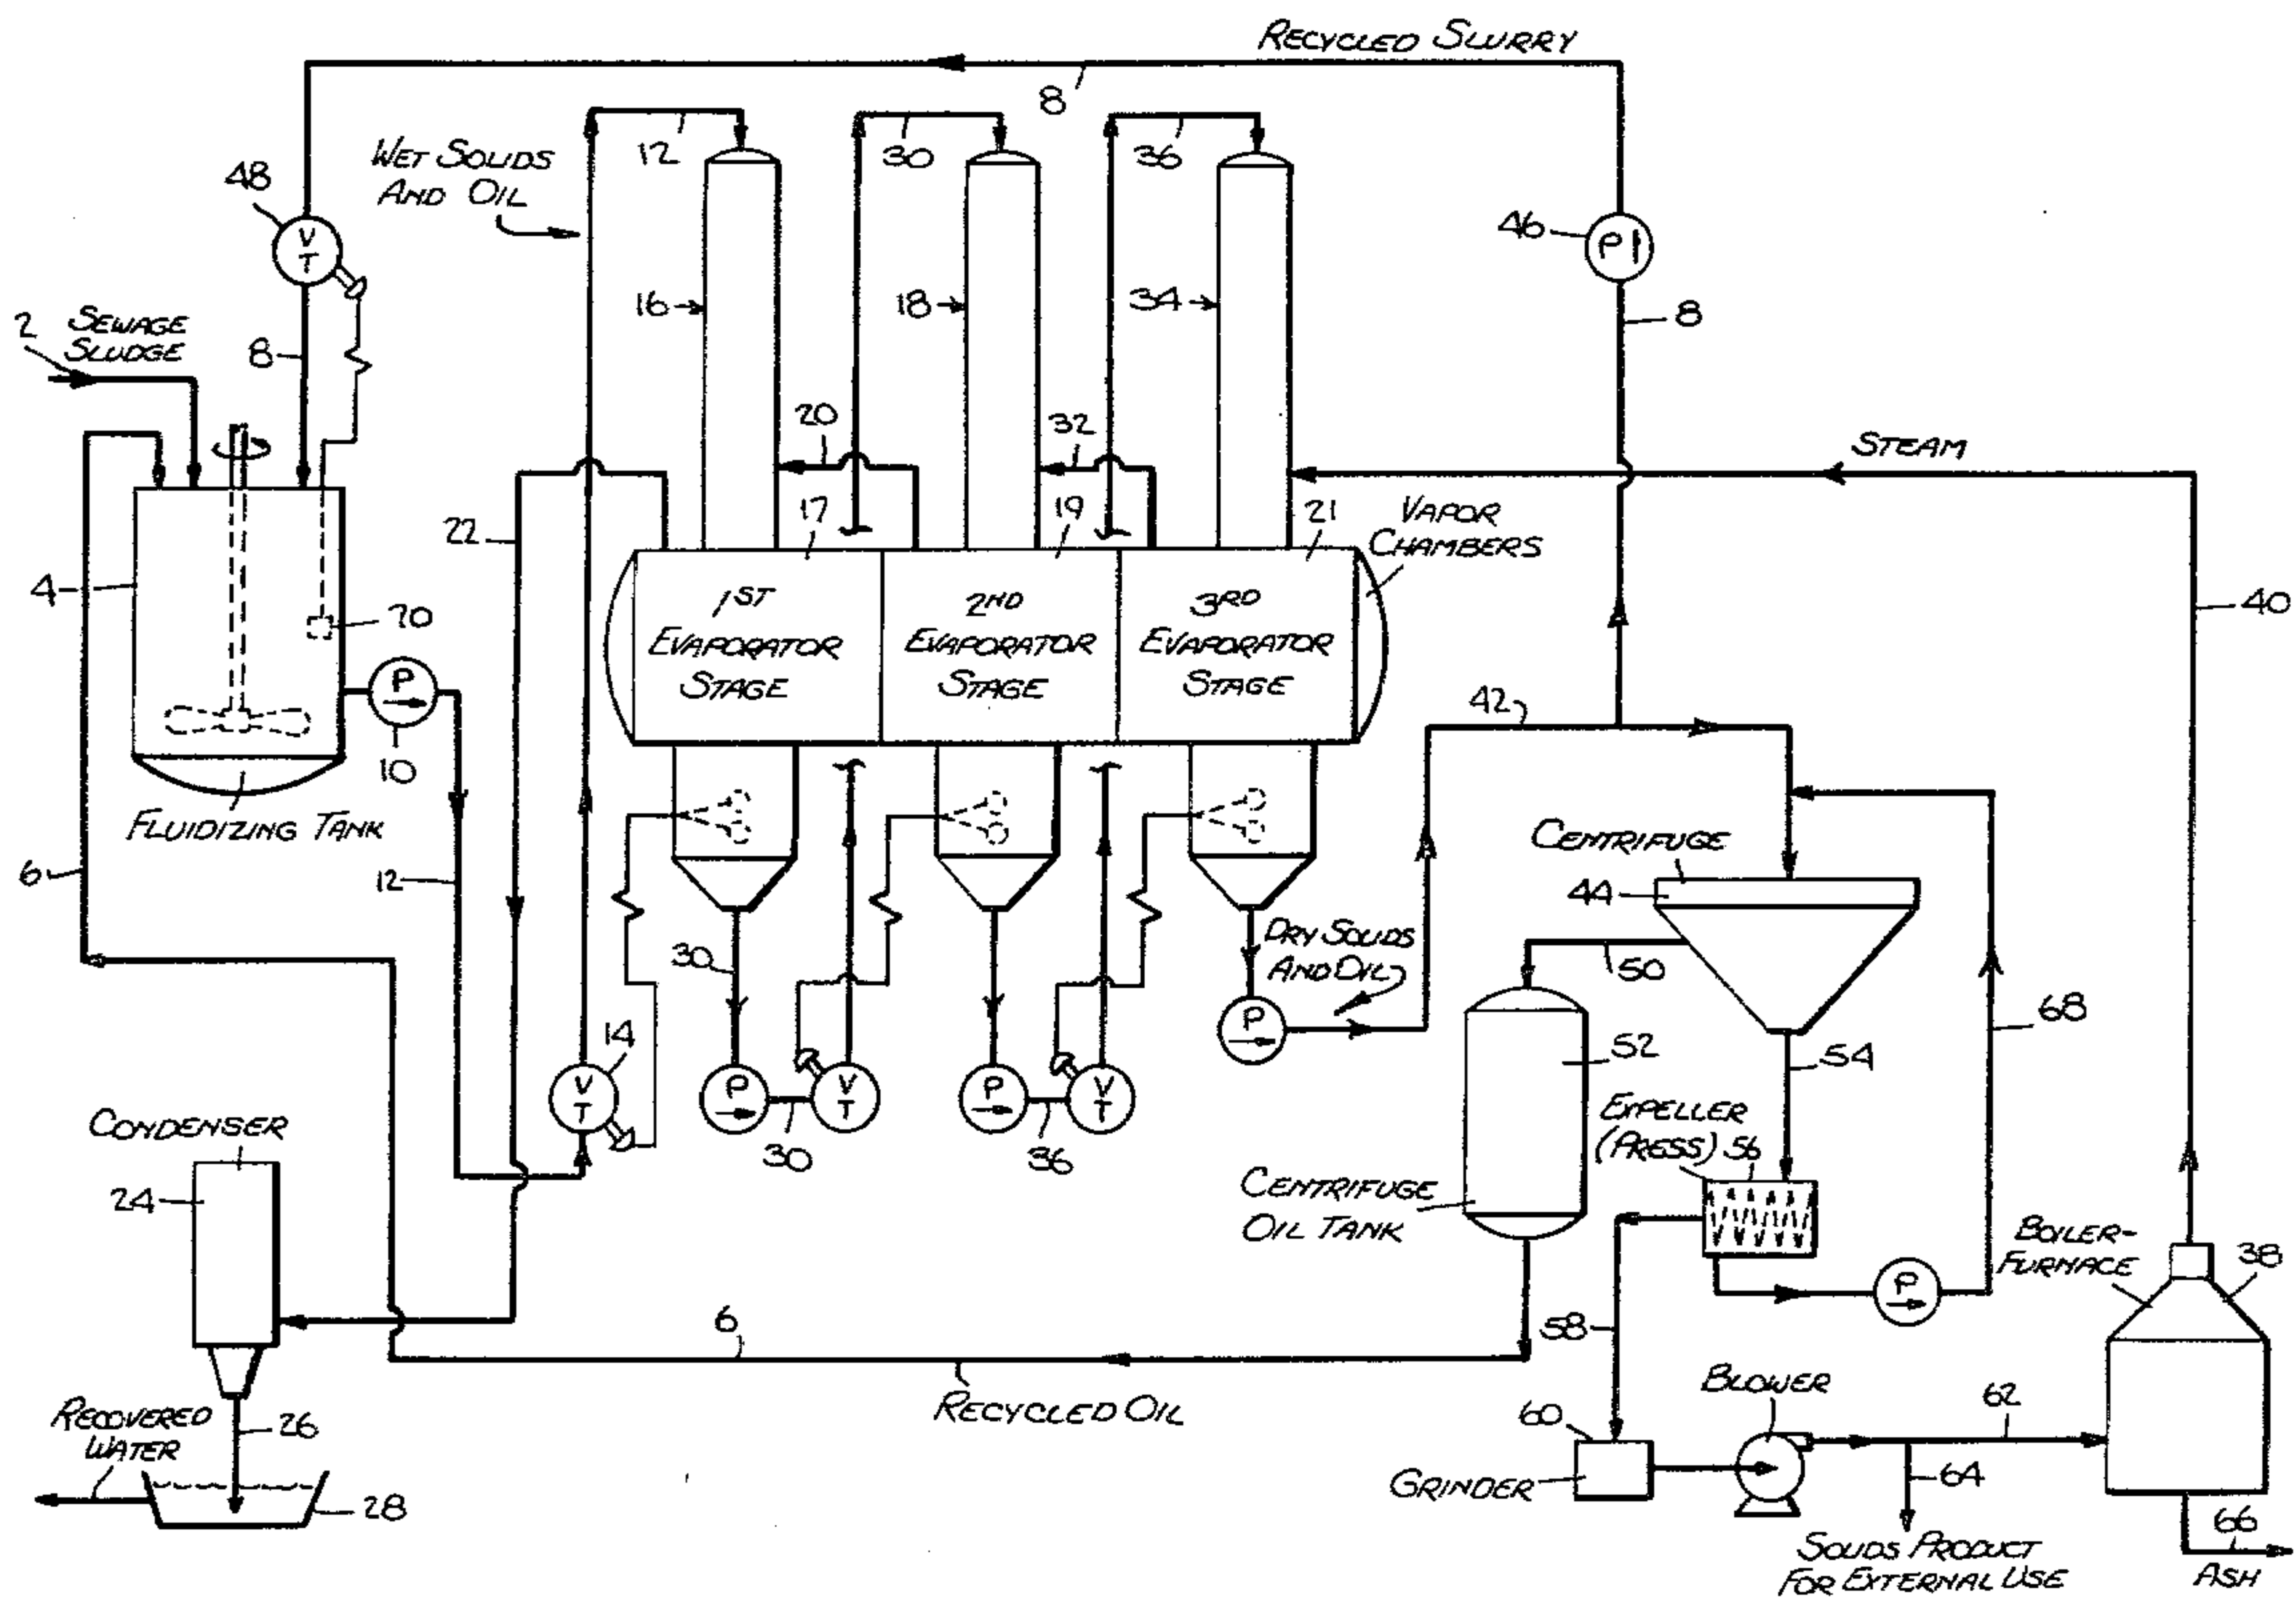 RECYCLED SLURRY
8
12
30
36
WET SOLIDS
AND OIL
48
V
T
46
P
16
18
34
8
2
SEWAGE
SLUDGE
8
20
32
STEAM
17
19
21
VAPOR
CHAMBERS
22
4
1ST
EVAPORATOR
STAGE
2ND
EVAPORATOR
STAGE
3RD
EVAPORATOR
STAGE
40
70
P
10
42
FLUIDIZING TANK
CENTRIFUGE
6
12
44
DRY SOLIDS
AND OIL
30
50
68
P
14
52
54
V
T
P
V
T
P
V
T
30
36
EXPELLER
(PRESS) 56
CONDENSER
24
CENTRIFUGE
OIL TANK
BOILER-
FURNACE
38
P
6
58
RECYCLED OIL
BLOWER
RECOVERED
WATER
26
60
62
64
GRINDER
28
66
SOLIDS PRODUCT
FOR EXTERNAL USE
ASH